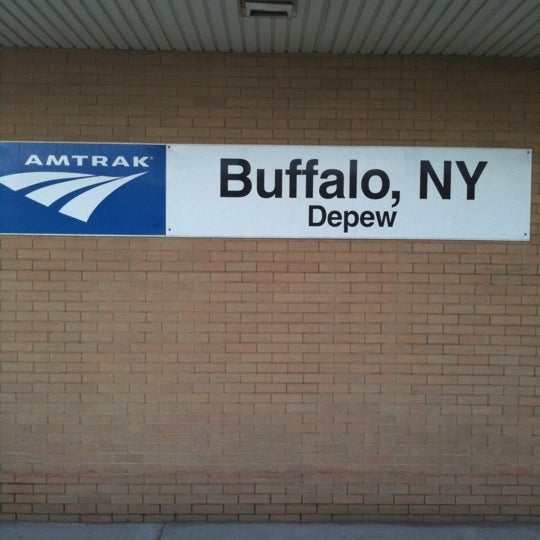 AMTRAK
Buffalo, NY
Depew